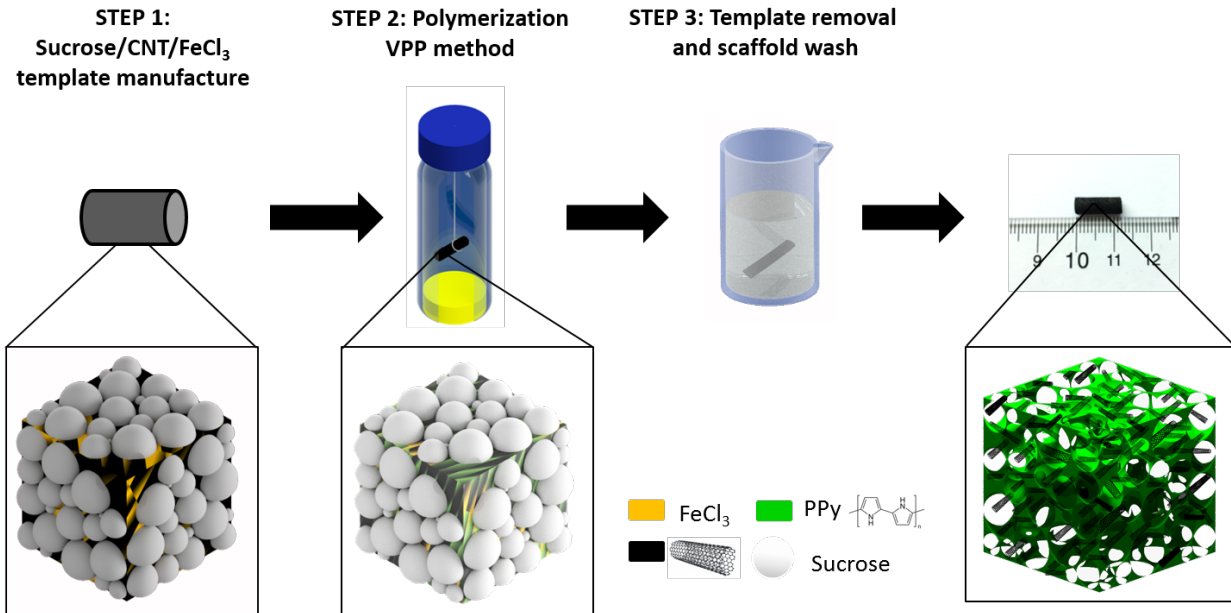 STEP 1:
Sucrose/CNT/FeCl₃
template manufacture
STEP 2: Polymerization
VPP method
STEP 3: Template removal
and scaffold wash
9 10 11 12
FeCl₃
PPy
H
N
N
H
n
Sucrose